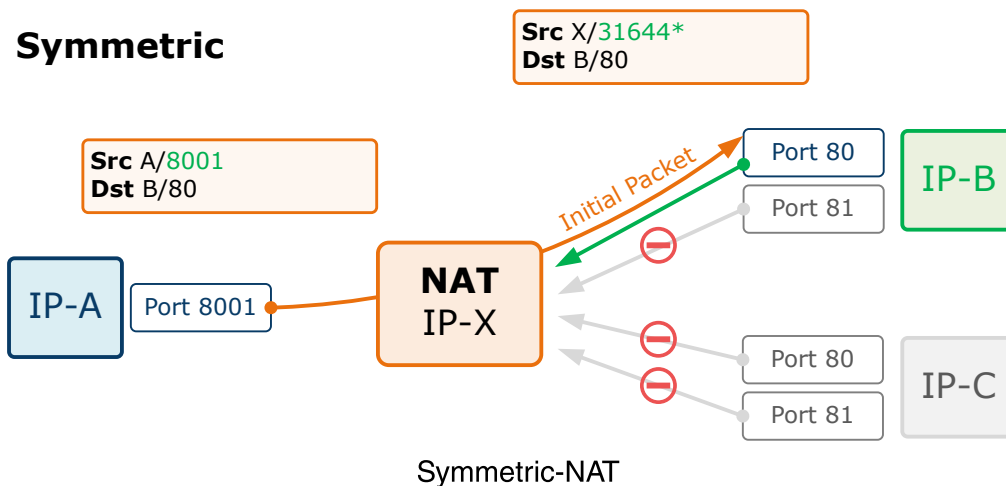 Symmetric
Src X/31644*
Dst B/80
Src A/8001
Dst B/80
Initial Packet
Port 80
Port 81
IP-B
IP-A
Port 8001
NAT
IP-X
Port 80
Port 81
IP-C
Symmetric-NAT